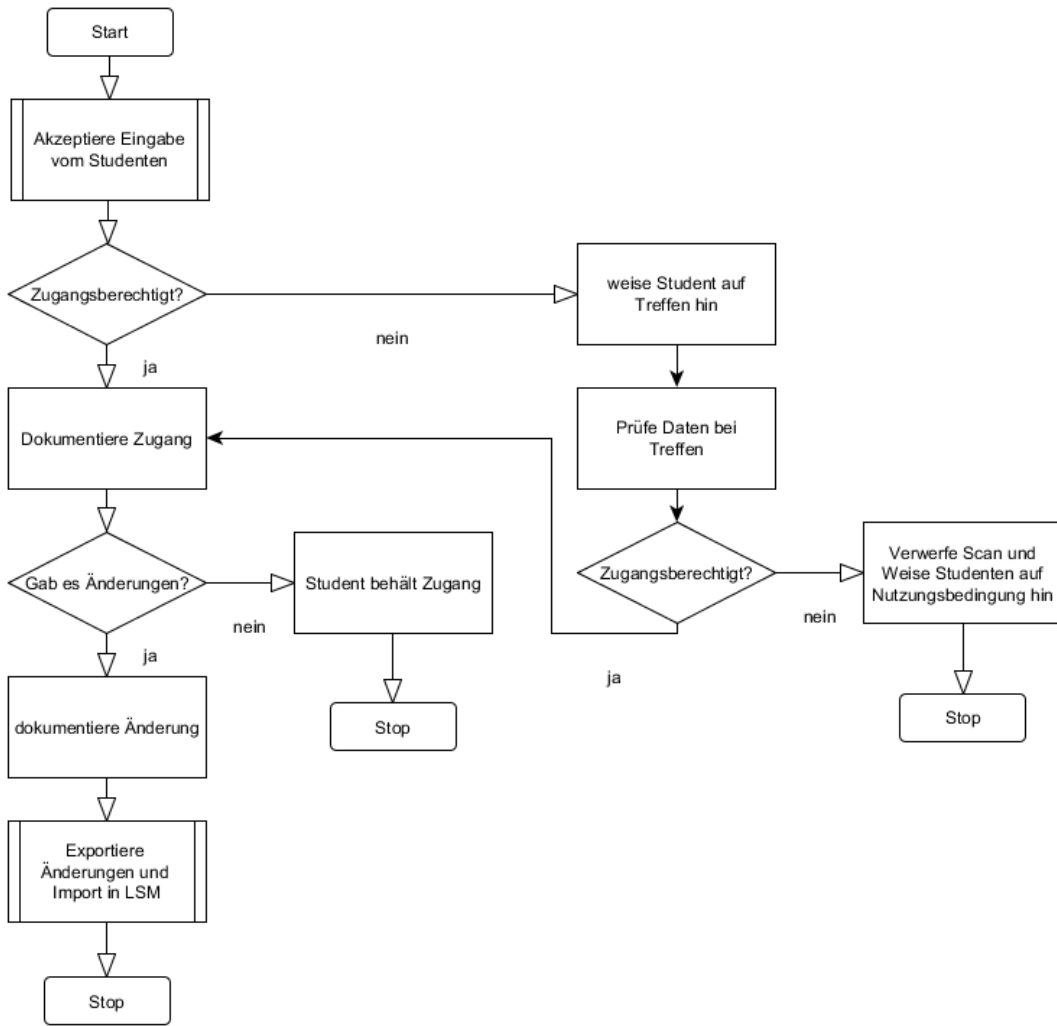 Start
Akzeptiere Eingabe
vom Studenten
Zugangsberechtigt?
nein
weise Student auf
Treffen hin
ja
Dokumentiere Zugang
Prüfe Daten bei
Treffen
Gab es Änderungen?
nein
Student behält Zugang
Zugangsberechtigt?
nein
Verwerfe Scan und
Weise Studenten auf
Nutzungsbedingung hin
ja
ja
dokumentiere Änderung
Stop
Stop
Exportiere
Änderungen und
Import in LSM
Stop